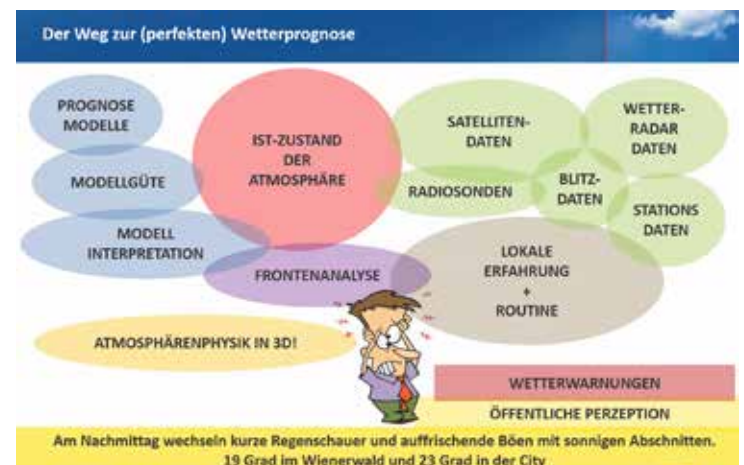 Der Weg zur (perfekten) Wetterprognose
PROGNOSE
MODELLE
MODELLGÜTE
MODELL
INTERPRETATION
IST-ZUSTAND
DER
ATMOSPHÄRE
FRONTENANALYSE
SATELLITEN-
DATEN
RADIOSONDEN
BLITZ-
DATEN
WETTER-
RADAR
DATEN
STATIONS
DATEN
LOKALE
ERFAHRUNG
+
ROUTINE
ATMOSPHÄRENPHYSIK IN 3D!
WETTERWARNUNGEN
ÖFFENTLICHE PERZEPTION
Am Nachmittag wechseln kurze Regenschauer und auffrischende Böen mit sonnigen Abschnitten.
19 Grad im Wienerwald und 23 Grad in der City